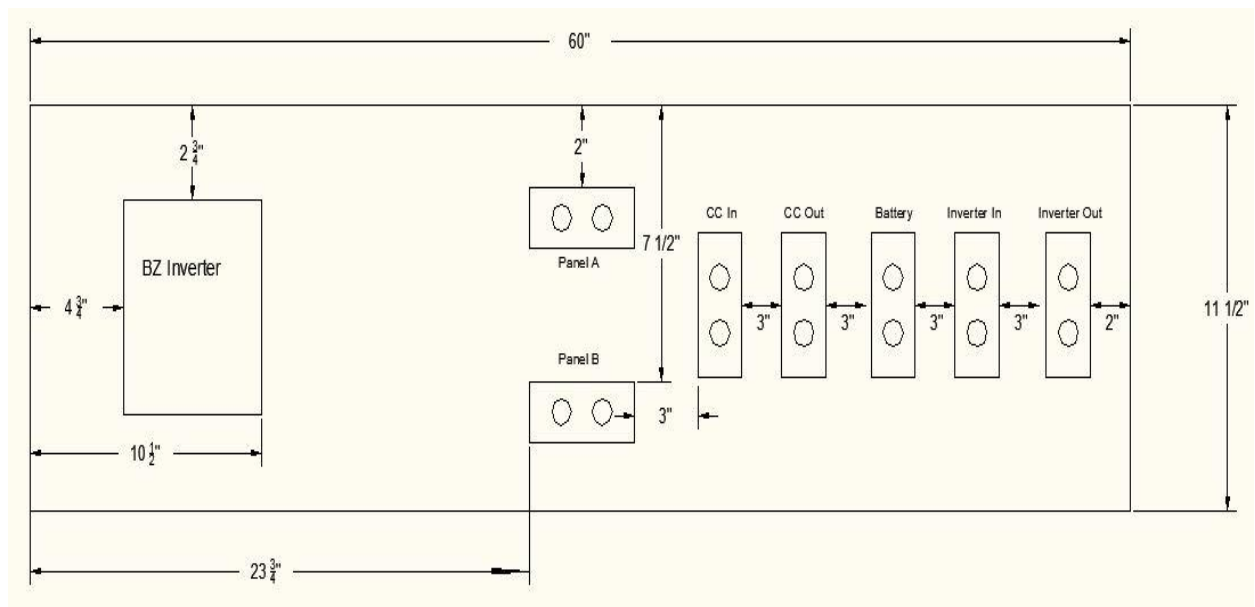 60"
2 3/4"
2"
7 1/2"
CC In
CC Out
Battery
Inverter In
Inverter Out
BZ Inverter
Panel A
4 3/4"
3"
3"
3"
3"
2"
11 1/2"
Panel B
3"
10 1/2"
23 3/4"